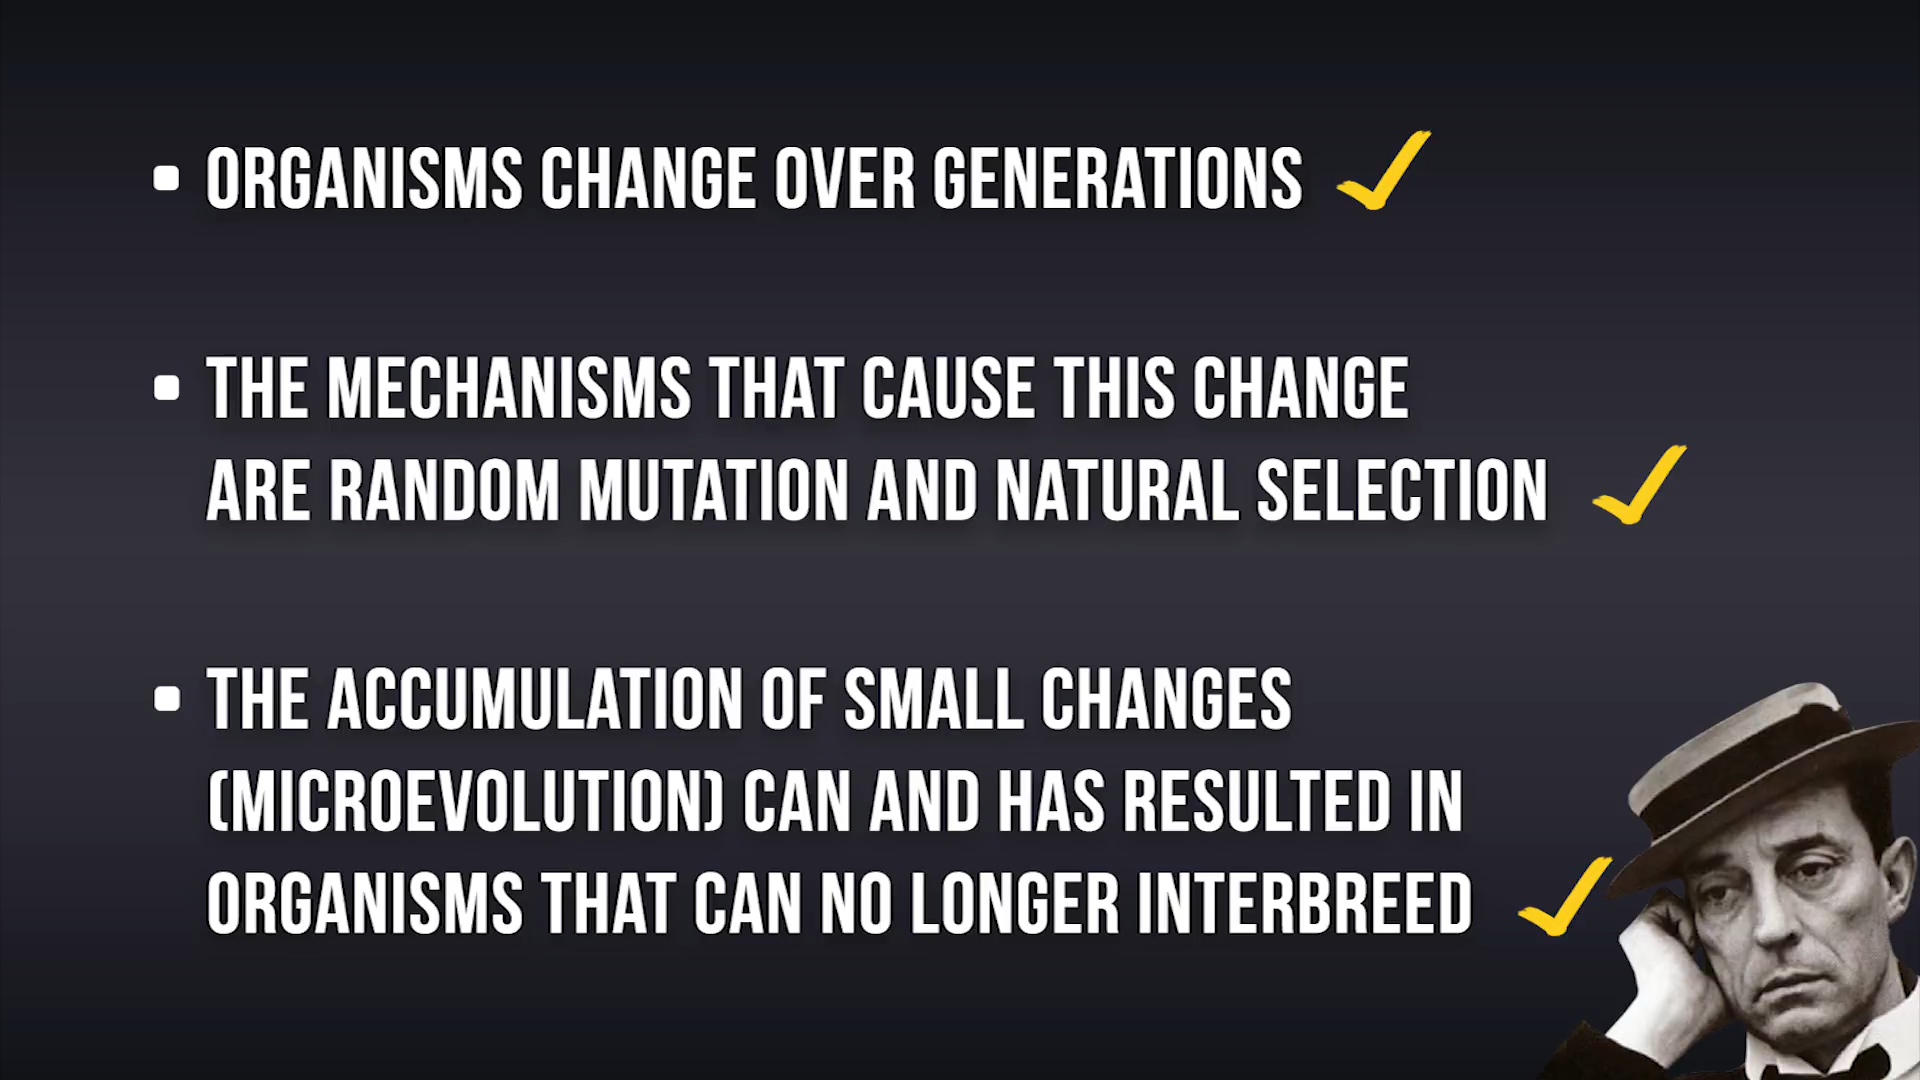 ORGANISMS CHANGE OVER GENERATIONS
THE MECHANISMS THAT CAUSE THIS CHANGE
ARE RANDOM MUTATION AND NATURAL SELECTION
THE ACCUMULATION OF SMALL CHANGES
(MICROEVOLUTION) CAN AND HAS RESULTED IN
ORGANISMS THAT CAN NO LONGER INTERBREED